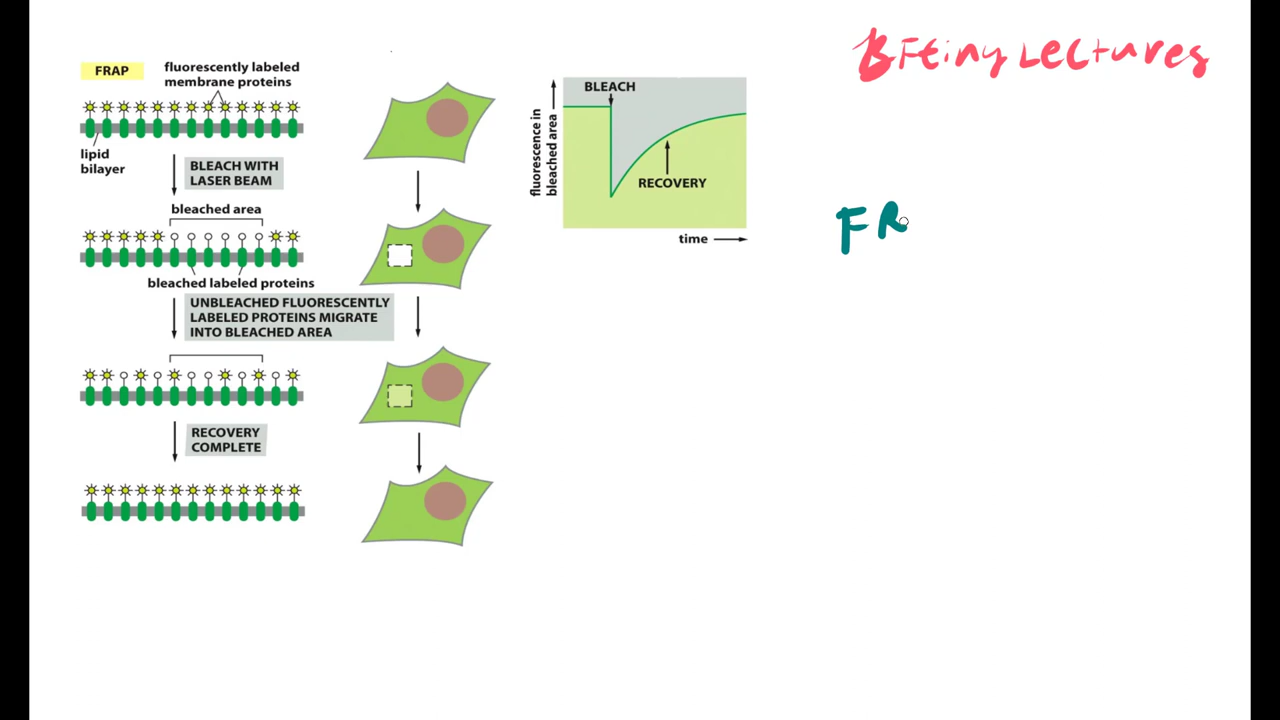 BFtiny Lectures
FRAP
fluorescently labeled
membrane proteins
lipid
bilayer
BLEACH WITH
LASER BEAM
bleached area
bleached labeled proteins
UNBLEACHED FLUORESCENTLY
LABELED PROTEINS MIGRATE
INTO BLEACHED AREA
RECOVERY
COMPLETE
BLEACH
fluorescence in
bleached area
RECOVERY
time
FR